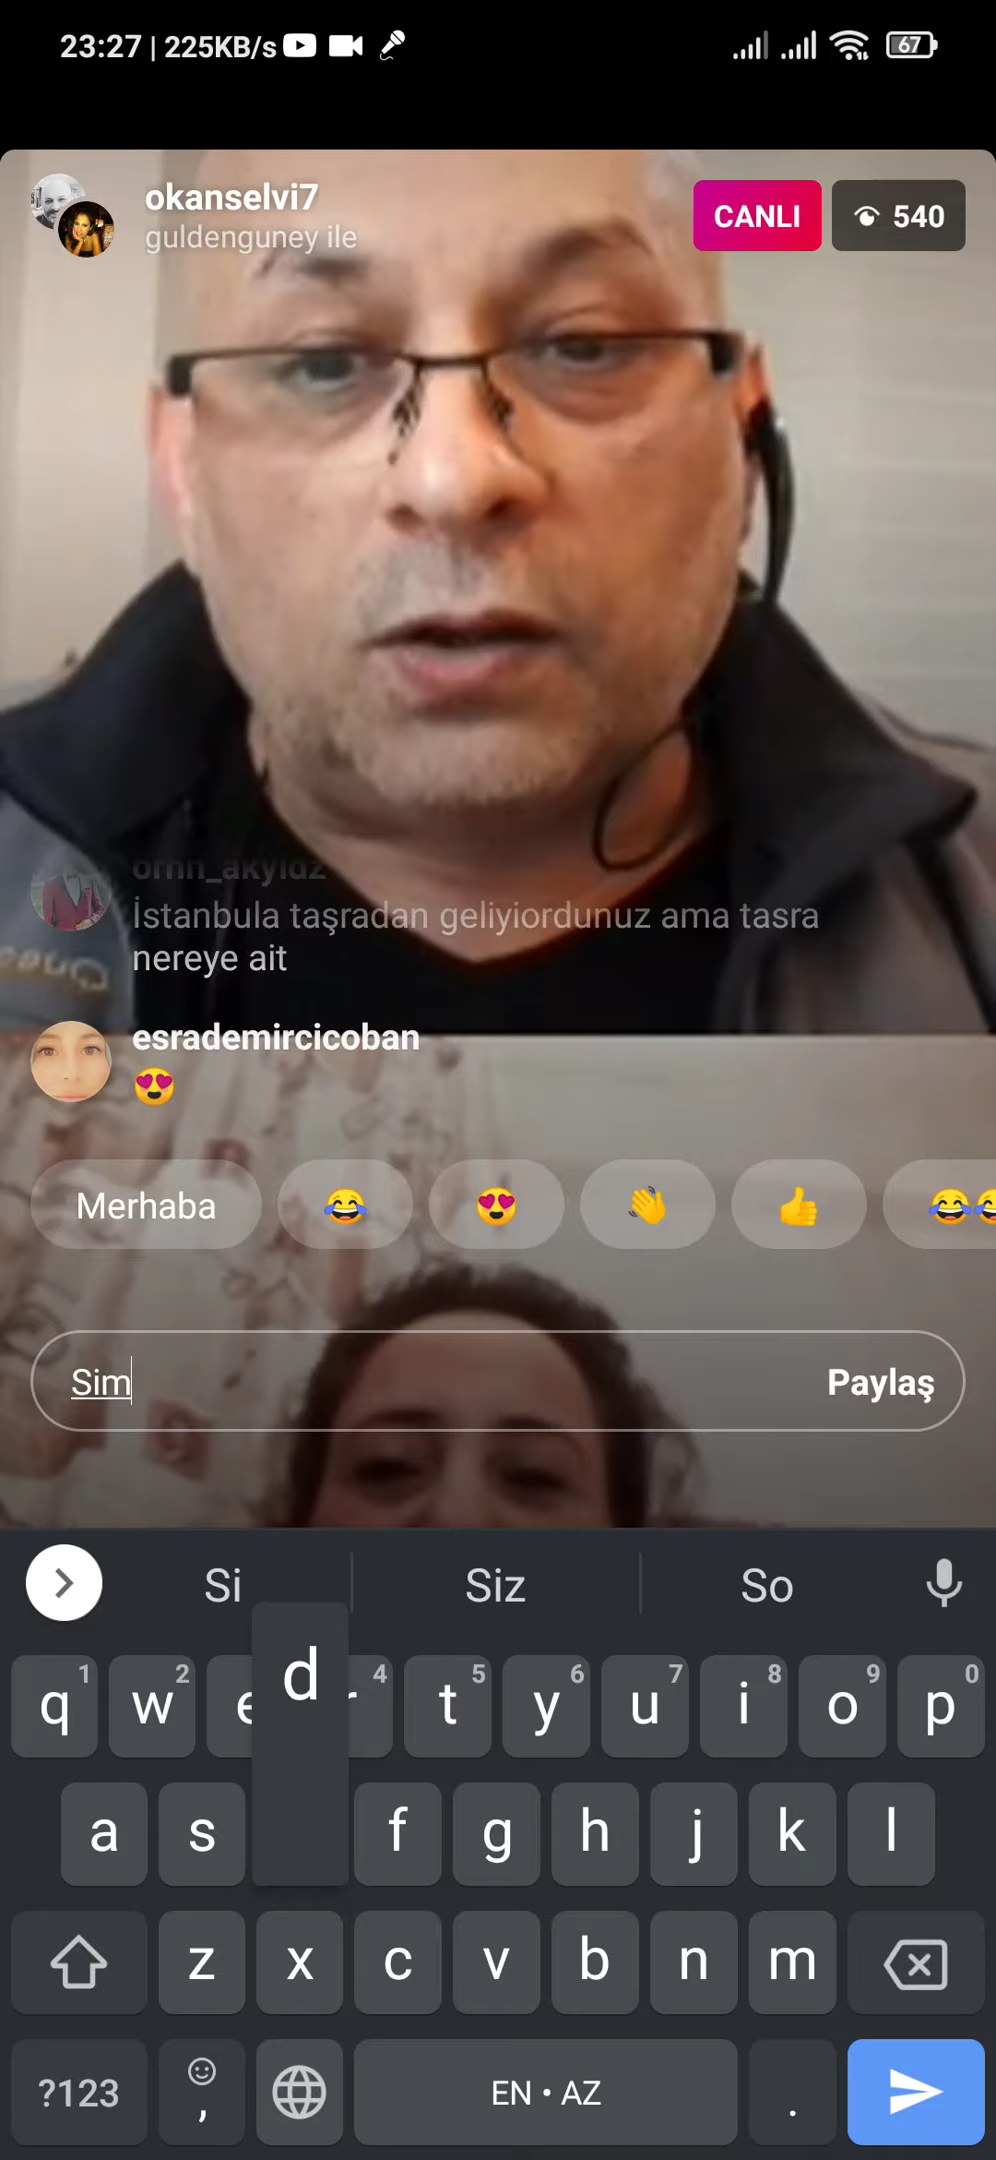 23:27 | 225KB/s
67
okanselvi7
guldenguney ile
CANLI
540
ornn_akyldz
İstanbula taşradan geliyiordunuz ama tasra
nereye ait
esrademircicoban
😍
Merhaba 😂 😍 👋 👍 😂😂
Sim
Paylaş
Si Siz So
d
q 1 w 2 e r 4 t 5 y 6 u 7 i 8 o 9 p 0
a s f g h j k l
z x c v b n m
?123 , EN • AZ .